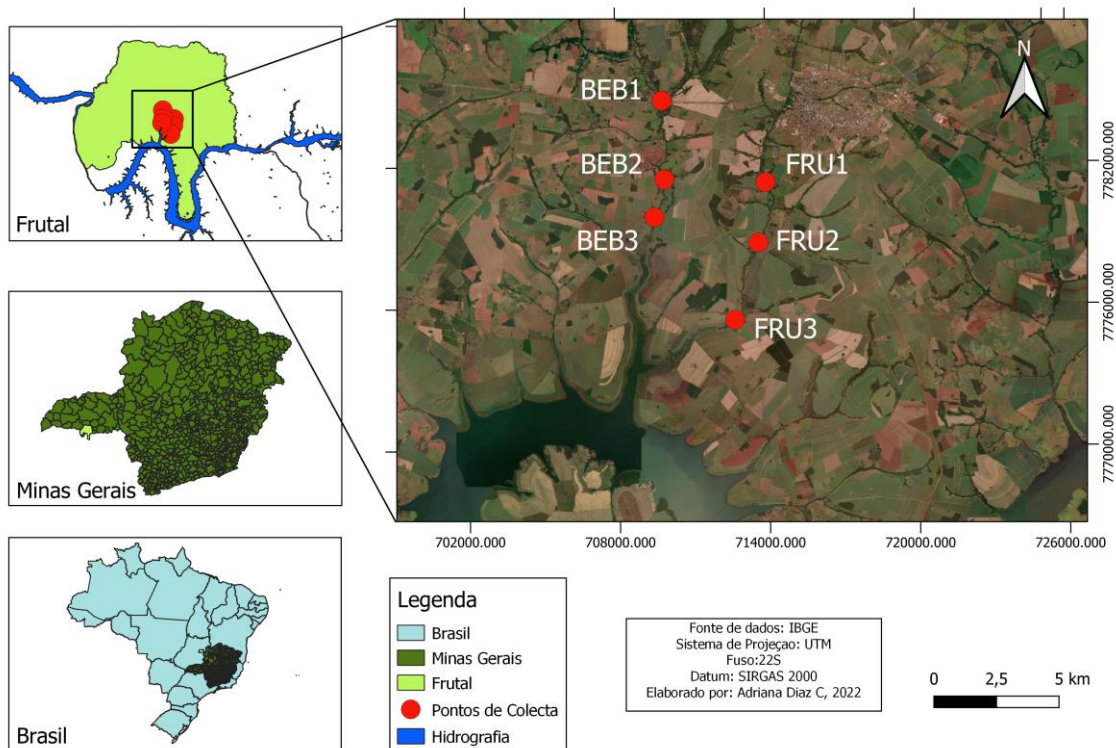 Frutal
Minas Gerais
Brasil
BEB1
BEB2
BEB3
FRU1
FRU2
FRU3
N
7782000.000
7776000.000
7770000.000
702000.000
708000.000
714000.000
720000.000
726000.000
Legenda
Brasil
Minas Gerais
Frutal
Pontos de Colecta
Hidrografia
Fonte de dados: IBGE
Sistema de Projeçao: UTM
Fuso:22S
Datum: SIRGAS 2000
Elaborado por: Adriana Diaz C, 2022
0 2,5 5 km